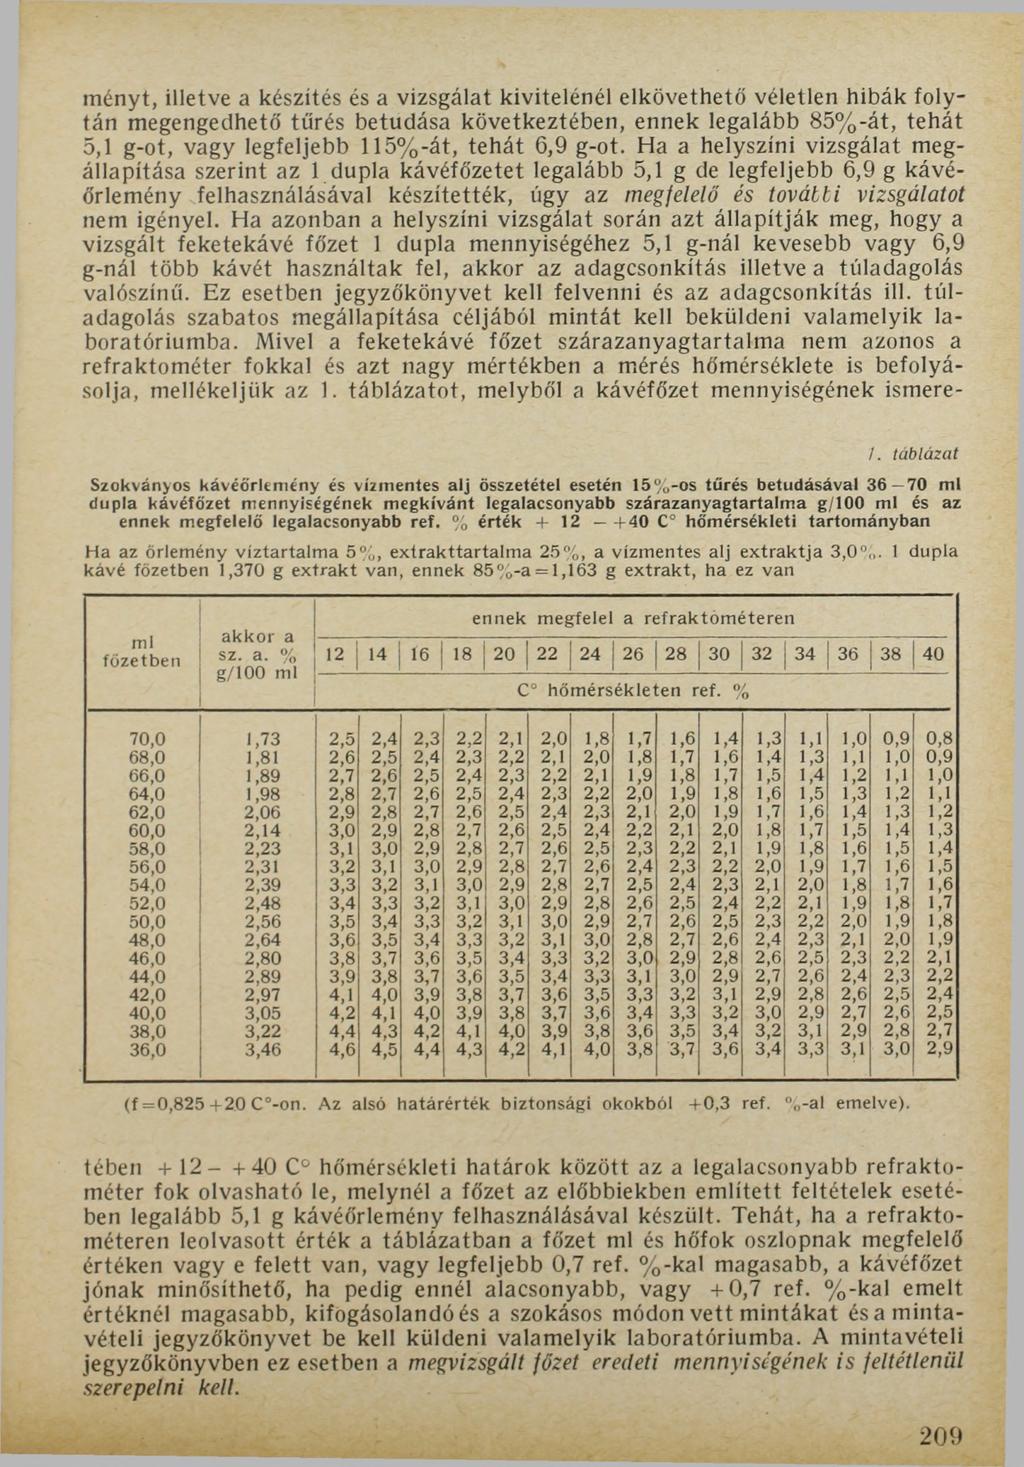 ményt, illetve a készítés és a vizsgálat kivitelénél elkövethető véletlen hibák foly-
tán megengedhető tűrés betudása következtében, ennek legalább 85%-át, tehát
5,1 g-ot, vagy legfeljebb 115%-át, tehát 6,9 g-ot. Ha a helyszíni vizsgálat meg-
állapítása szerint az 1 dupla kávéfőzetet legalább 5,1 g de legfeljebb 6,9 g kávé-
őrlemény felhasználásával készítették, úgy az megfelelő és további vizsgálatot
nem igényel. Ha azonban a helyszíni vizsgálat során azt állapítják meg, hogy a
vizsgált feketekávé főzet 1 dupla mennyiségéhez 5,1 g-nál kevesebb vagy 6,9
g-nál több kávét használtak fel, akkor az adagcsonkítás illetve a túladagolás
valószínű. Ez esetben jegyzőkönyvet kell felvenni és az adagcsonkítás ill. túl-
adagolás szabatos megállapítása céljából mintát kell beküldeni valamelyik la-
boratóriumba. Mivel a feketekávé főzet szárazanyagtartalma nem azonos a
refraktométer fokkal és azt nagy mértékben a mérés hőmérséklete is befolyá-
solja, mellékeljük az 1. táblázatot, melyből a kávéfőzet mennyiségének ismere-
1. táblázat
Szokványos kávéőrlemény és vízmentes alj összetétel esetén 15%-os tűrés betudásával 36—70 ml
dupla kávéfőzet mennyiségének megkívánt legalacsonyabb szárazanyagtartalma g/100 ml és az
ennek megfelelő legalacsonyabb ref. % érték + 12 — +40 C° hőmérsékleti tartományban
Ha az őrlemény víztartalma 5%, extrakttartalma 25%, a vízmentes alj extraktja 3,0%. 1 dupla
kávé főzetben 1,370 g extrakt van, ennek 85%-a=1,163 g extrakt, ha ez van
ml
főzetben
akkor a
sz. a. %
g/100 ml
ennek megfelel a refraktométeren
12 14 16 18 20 22 24 26 28 30 32 34 36 38 40
C° hőmérsékleten ref. %
70,0 1,73 2,5 2,4 2,3 2,2 2,1 2,0 1,8 1,7 1,6 1,4 1,3 1,1 1,0 0,9 0,8
68,0 1,81 2,6 2,5 2,4 2,3 2,2 2,1 2,0 1,8 1,7 1,6 1,4 1,3 1,1 1,0 0,9
66,0 1,89 2,7 2,6 2,5 2,4 2,3 2,2 2,1 1,9 1,8 1,7 1,5 1,4 1,2 1,1 1,0
64,0 1,98 2,8 2,7 2,6 2,5 2,4 2,3 2,2 2,0 1,9 1,8 1,6 1,5 1,3 1,2 1,1
62,0 2,06 2,9 2,8 2,7 2,6 2,5 2,4 2,3 2,1 2,0 1,9 1,7 1,6 1,4 1,3 1,2
60,0 2,14 3,0 2,9 2,8 2,7 2,6 2,5 2,4 2,2 2,1 2,0 1,8 1,7 1,5 1,4 1,3
58,0 2,23 3,1 3,0 2,9 2,8 2,7 2,6 2,5 2,3 2,2 2,1 1,9 1,8 1,6 1,5 1,4
56,0 2,31 3,2 3,1 3,0 2,9 2,8 2,7 2,6 2,4 2,3 2,2 2,0 1,9 1,7 1,6 1,5
54,0 2,39 3,3 3,2 3,1 3,0 2,9 2,8 2,7 2,5 2,4 2,3 2,1 2,0 1,8 1,7 1,6
52,0 2,48 3,4 3,3 3,2 3,1 3,0 2,9 2,8 2,6 2,5 2,4 2,2 2,1 1,9 1,8 1,7
50,0 2,56 3,5 3,4 3,3 3,2 3,1 3,0 2,9 2,7 2,6 2,5 2,3 2,2 2,0 1,9 1,8
48,0 2,64 3,6 3,5 3,4 3,3 3,2 3,1 3,0 2,8 2,7 2,6 2,4 2,3 2,1 2,0 1,9
46,0 2,80 3,8 3,7 3,6 3,5 3,4 3,3 3,2 3,0 2,9 2,8 2,6 2,5 2,3 2,2 2,1
44,0 2,89 3,9 3,8 3,7 3,6 3,5 3,4 3,3 3,1 3,0 2,9 2,7 2,6 2,4 2,3 2,2
42,0 2,97 4,1 4,0 3,9 3,8 3,7 3,6 3,5 3,3 3,2 3,1 2,9 2,8 2,6 2,5 2,4
40,0 3,05 4,2 4,1 4,0 3,9 3,8 3,7 3,6 3,4 3,3 3,2 3,0 2,9 2,7 2,6 2,5
38,0 3,22 4,4 4,3 4,2 4,1 4,0 3,9 3,8 3,6 3,5 3,4 3,2 3,1 2,9 2,8 2,7
36,0 3,46 4,6 4,5 4,4 4,3 4,2 4,1 4,0 3,8 3,7 3,6 3,4 3,3 3,1 3,0 2,9
(f=0,825+20 C°-on. Az alsó határérték biztonsági okokból +0,3 ref. %-al emelve).
tében +12— +40 C° hőmérsékleti határok között az a legalacsonyabb refrakto-
méter fok olvasható le, melynél a főzet az előbbiekben említett feltételek eseté-
ben legalább 5,1 g kávéőrlemény felhasználásával készült. Tehát, ha a refrakto-
méteren leolvasott érték a táblázatban a főzet ml és hőfok oszlopnak megfelelő
értéken vagy e felett van, vagy legfeljebb 0,7 ref. %-kal magasabb, a kávéfőzet
jónak minősíthető, ha pedig ennél alacsonyabb, vagy +0,7 ref. %-kal emelt
értéknél magasabb, kifogásolandó és a szokásos módon vett mintákat és a minta-
vételi jegyzőkönyvet be kell küldeni valamelyik laboratóriumba. A mintavételi
jegyzőkönyvben ez esetben a megvizsgált főzet eredeti mennyiségének is feltétlenül
szerepelni kell.
209